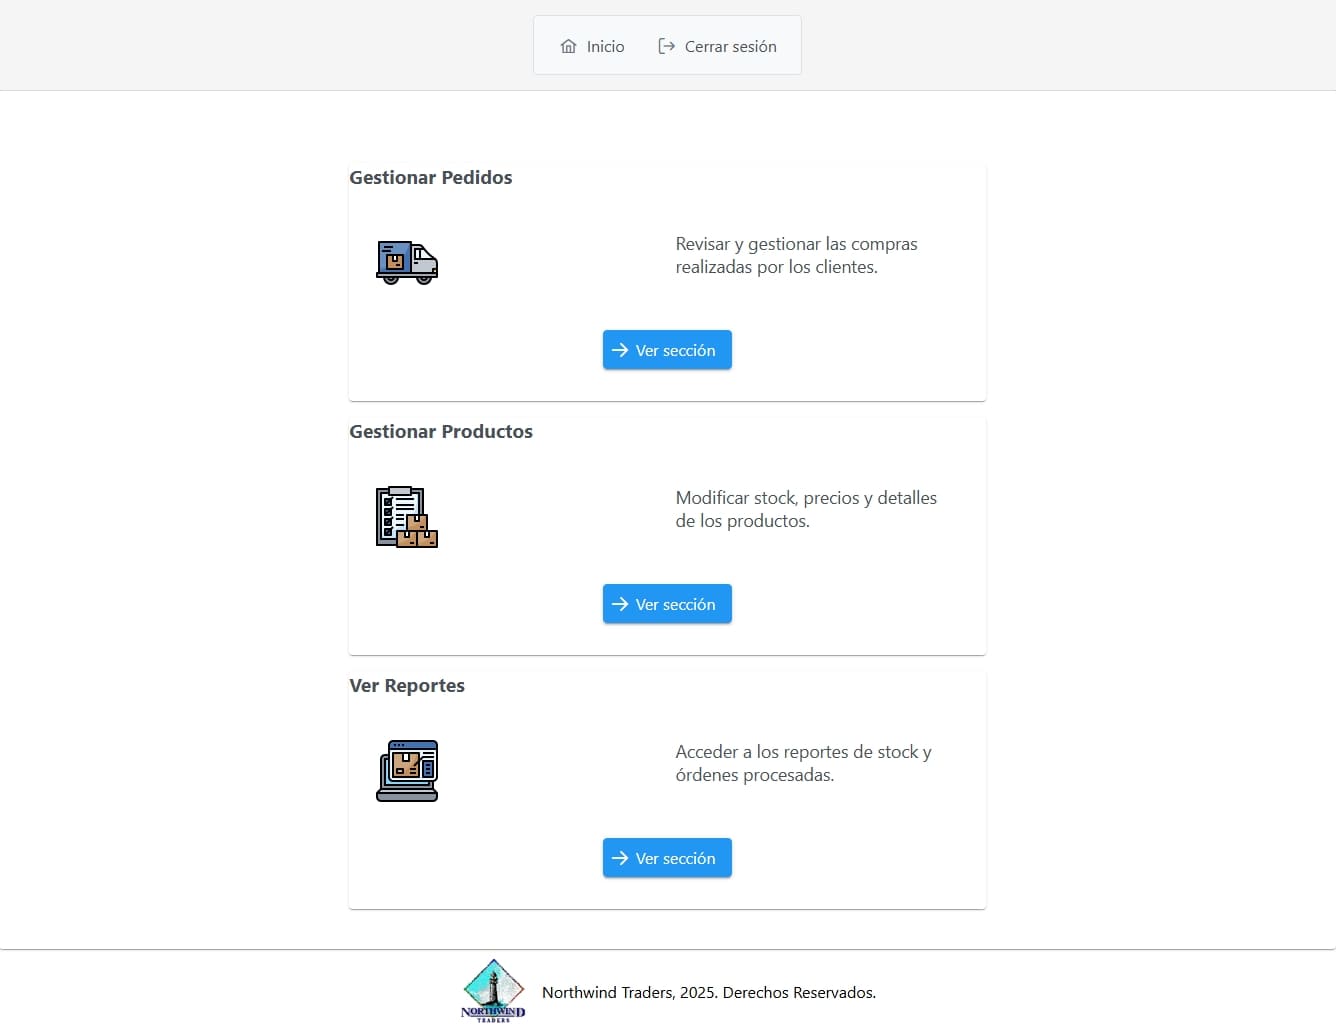 Inicio
Cerrar sesión
Gestionar Pedidos
Revisar y gestionar las compras
realizadas por los clientes.
Ver sección
Gestionar Productos
Modificar stock, precios y detalles
de los productos.
Ver sección
Ver Reportes
Acceder a los reportes de stock y
órdenes procesadas.
Ver sección
NORTHWIND
TRADERS
Northwind Traders, 2025. Derechos Reservados.